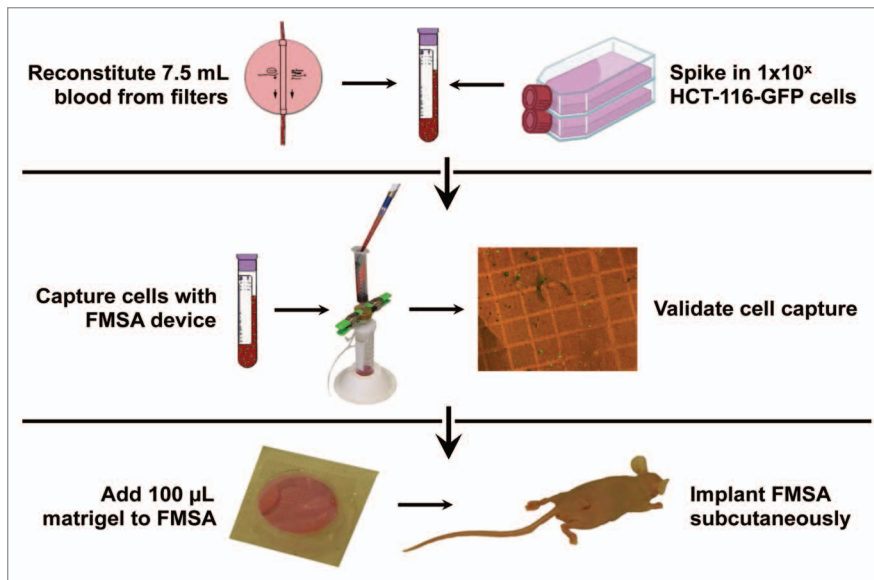 Reconstitute 7.5 mL
blood from filters
Spike in 1x10ˣ
HCT-116-GFP cells
Capture cells with
FMSA device
Validate cell capture
Add 100 µL
matrigel to FMSA
Implant FMSA
subcutaneously